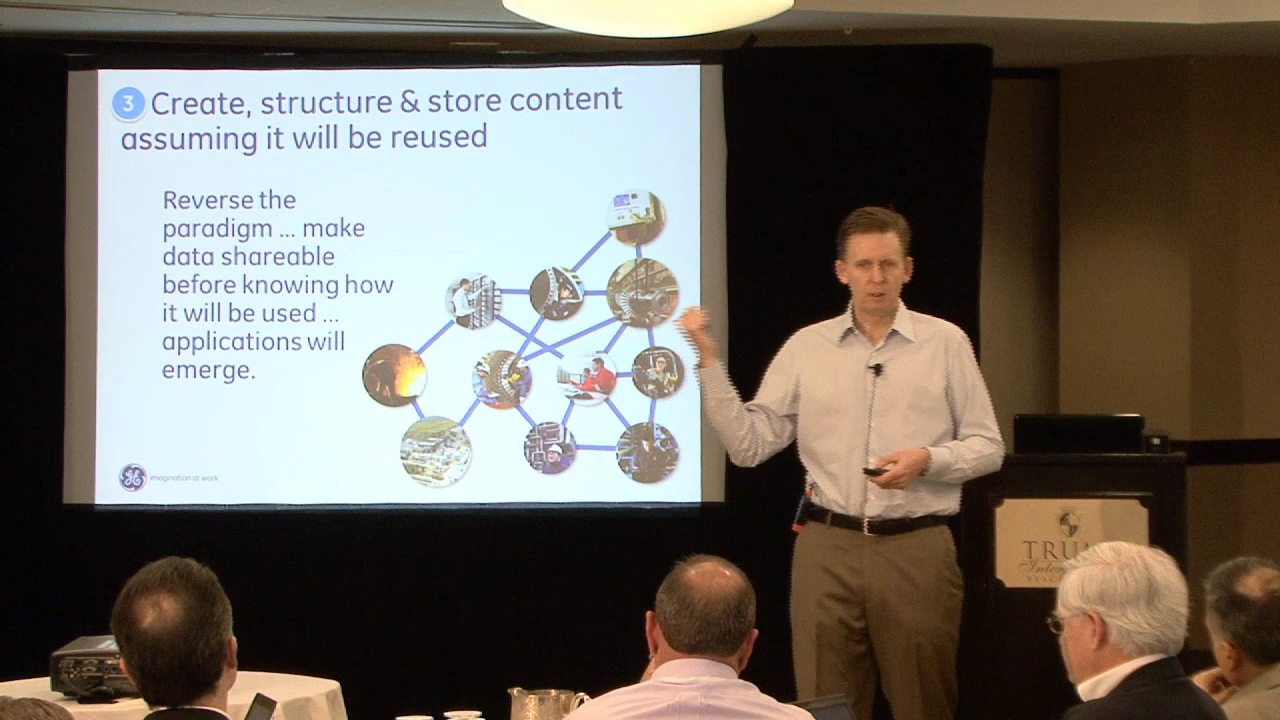 3 Create, structure & store content
assuming it will be reused
Reverse the
paradigm ... make
data shareable
before knowing how
it will be used ...
applications will
emerge.
GE imagination at work